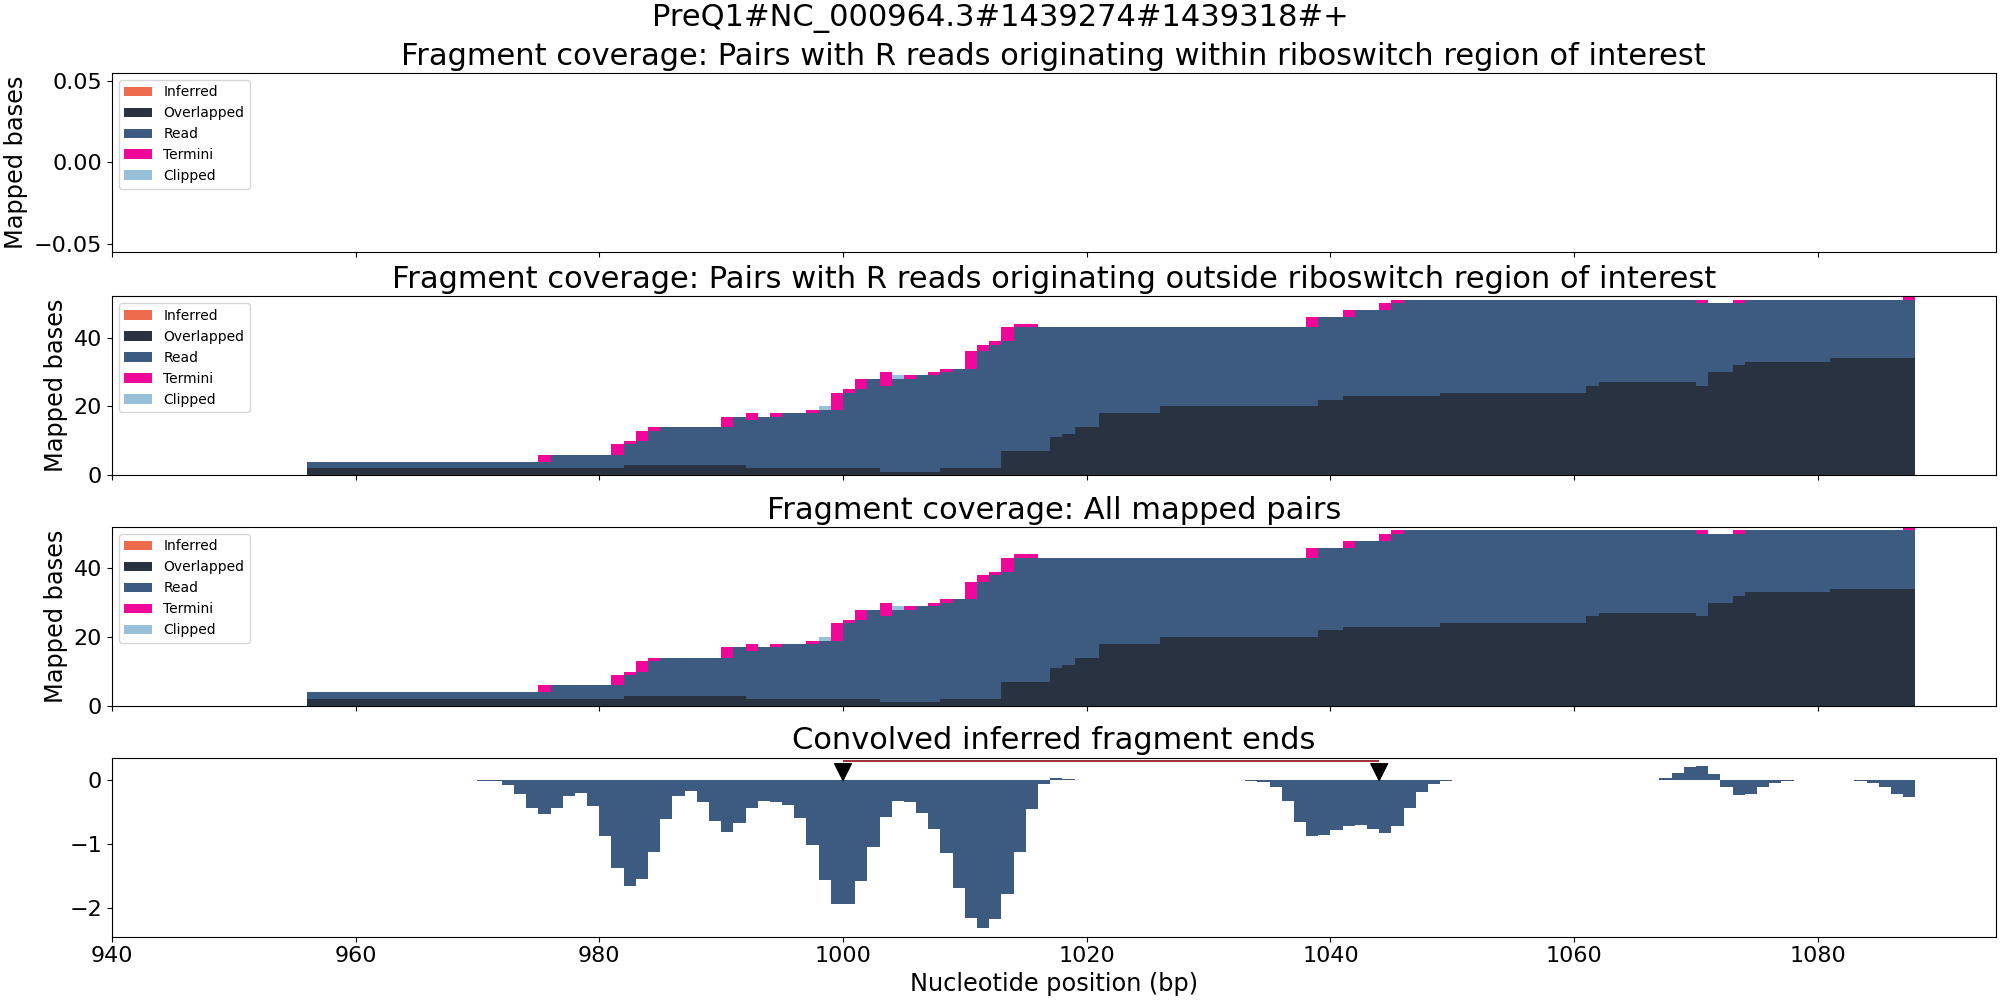 PreQ1#NC_000964.3#1439274#1439318#+
Fragment coverage: Pairs with R reads originating within riboswitch region of interest
Mapped bases
0.05
0.00
−0.05
Inferred
Overlapped
Read
Termini
Clipped
Fragment coverage: Pairs with R reads originating outside riboswitch region of interest
Mapped bases
40
20
0
Inferred
Overlapped
Read
Termini
Clipped
Fragment coverage: All mapped pairs
Mapped bases
40
20
0
Inferred
Overlapped
Read
Termini
Clipped
Convolved inferred fragment ends
0
−1
−2
940 960 980 1000 1020 1040 1060 1080
Nucleotide position (bp)